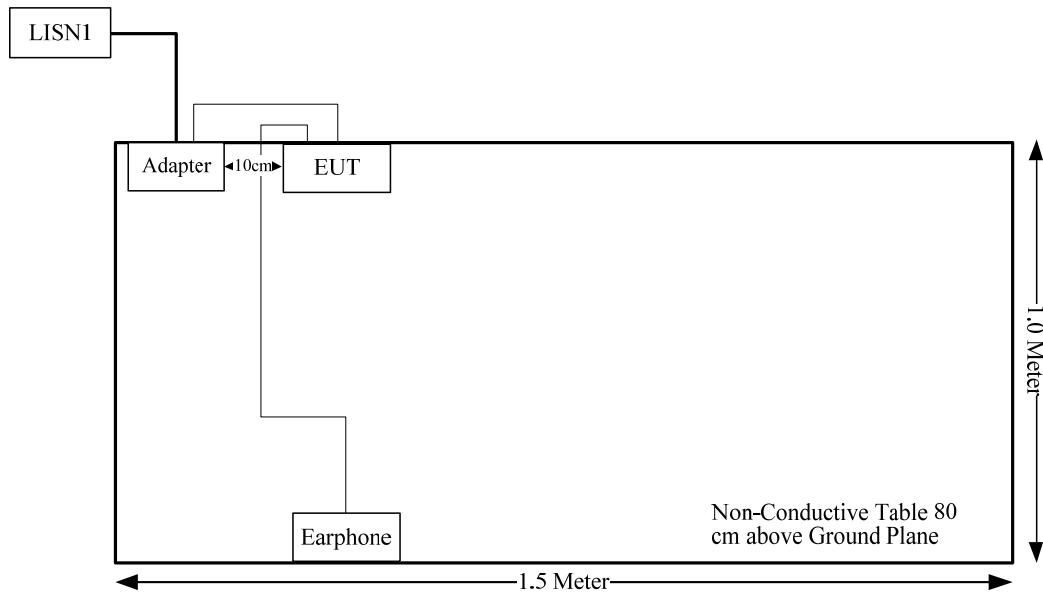 LISN1
Adapter
10cm
EUT
1.0 Meter
Earphone
Non-Conductive Table 80
cm above Ground Plane
1.5 Meter